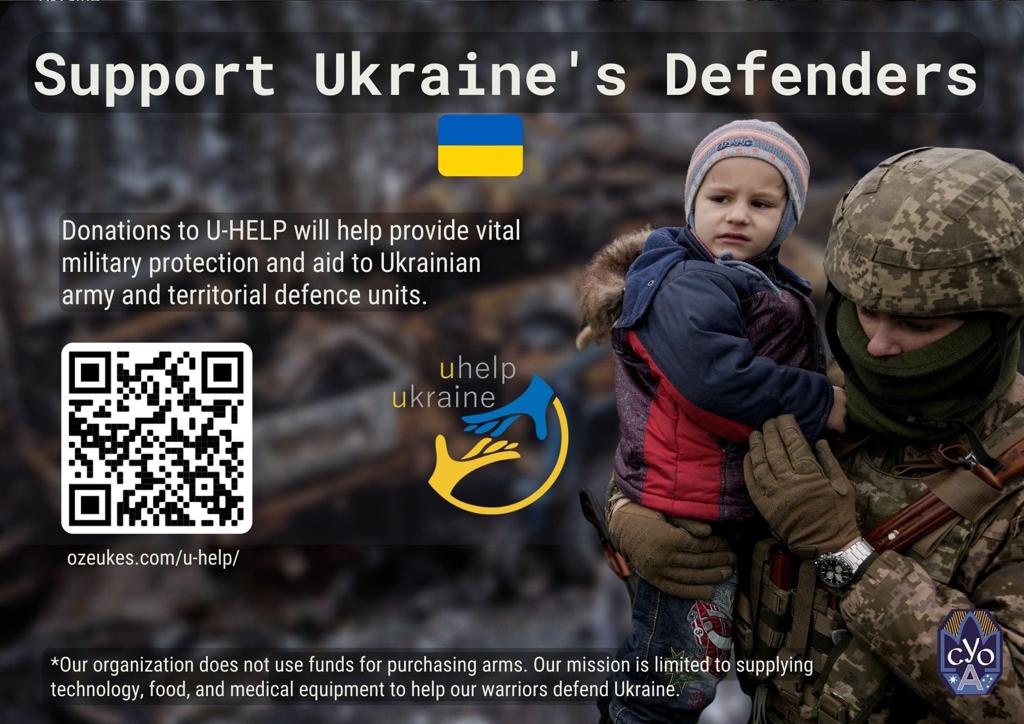 Support Ukraine's Defenders
Donations to U-HELP will help provide vital
military protection and aid to Ukrainian
army and territorial defence units.
uhelp
ukraine
ozeukes.com/u-help/
*Our organization does not use funds for purchasing arms. Our mission is limited to supplying
technology, food, and medical equipment to help our warriors defend Ukraine.
СУО
А